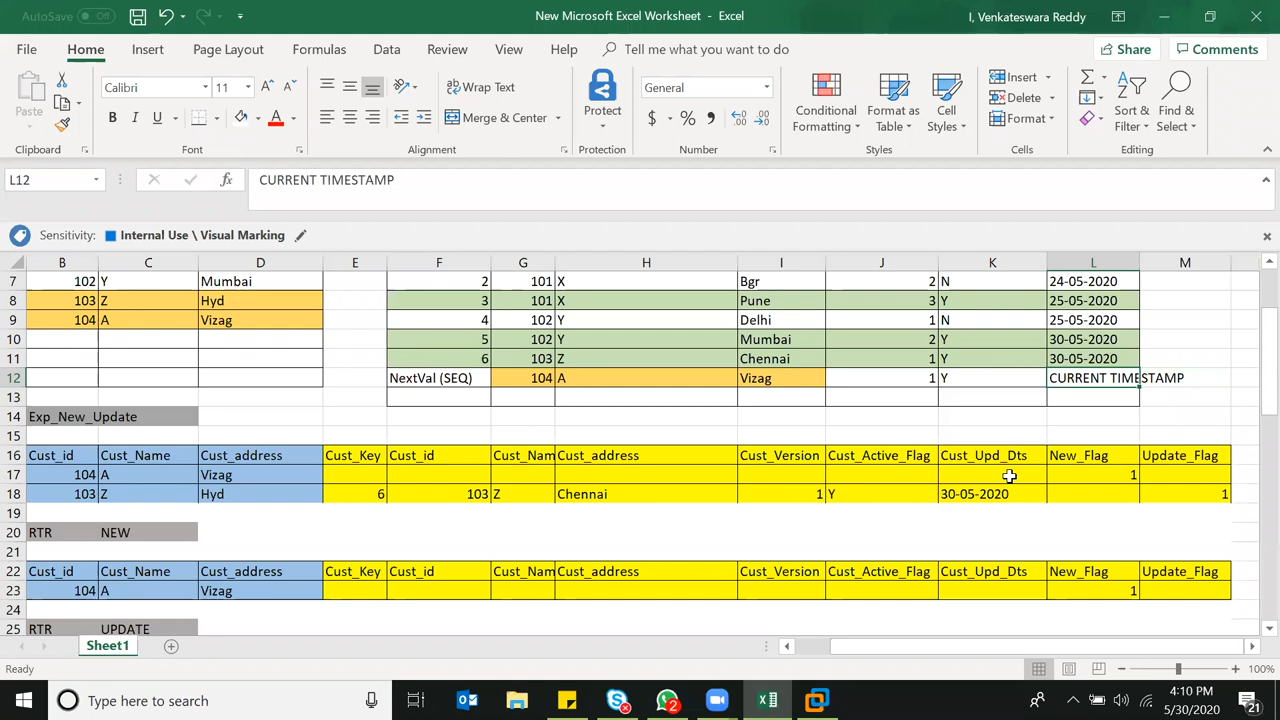 AutoSave Off New Microsoft Excel Worksheet - Excel I, Venkateswara Reddy
File Home Insert Page Layout Formulas Data Review View Help Tell me what you want to do Share Comments
Paste Calibri 11 Wrap Text General Conditional Formatting Format as Table Cell Styles Insert Sort & Filter Find & Select
B I U A Merge & Center $ % Protect Delete
Format
Clipboard Font Alignment Protection Number Styles Cells Editing
L12 fx CURRENT TIMESTAMP
Sensitivity: Internal Use \ Visual Marking
B C D E F G H I J K L M
7 102 Y Mumbai 2 101 X Bgr 2 N 24-05-2020
8 103 Z Hyd 3 101 X Pune 3 Y 25-05-2020
9 104 A Vizag 4 102 Y Delhi 1 N 25-05-2020
10 5 102 Y Mumbai 2 Y 30-05-2020
11 6 103 Z Chennai 1 Y 30-05-2020
12 NextVal (SEQ) 104 A Vizag 1 Y CURRENT TIMESTAMP
13
14 Exp_New_Update
15
16 Cust_id Cust_Name Cust_address Cust_Key Cust_id Cust_Nam Cust_address Cust_Version Cust_Active_Flag Cust_Upd_Dts New_Flag Update_Flag
17 104 A Vizag 1
18 103 Z Hyd 6 103 Z Chennai 1 Y 30-05-2020 1
19
20 RTR NEW
21
22 Cust_id Cust_Name Cust_address Cust_Key Cust_id Cust_Nam Cust_address Cust_Version Cust_Active_Flag Cust_Upd_Dts New_Flag Update_Flag
23 104 A Vizag 1
24
25 RTR UPDATE
Sheet1
Ready 100%
Type here to search 2 4:10 PM
5/30/2020 21